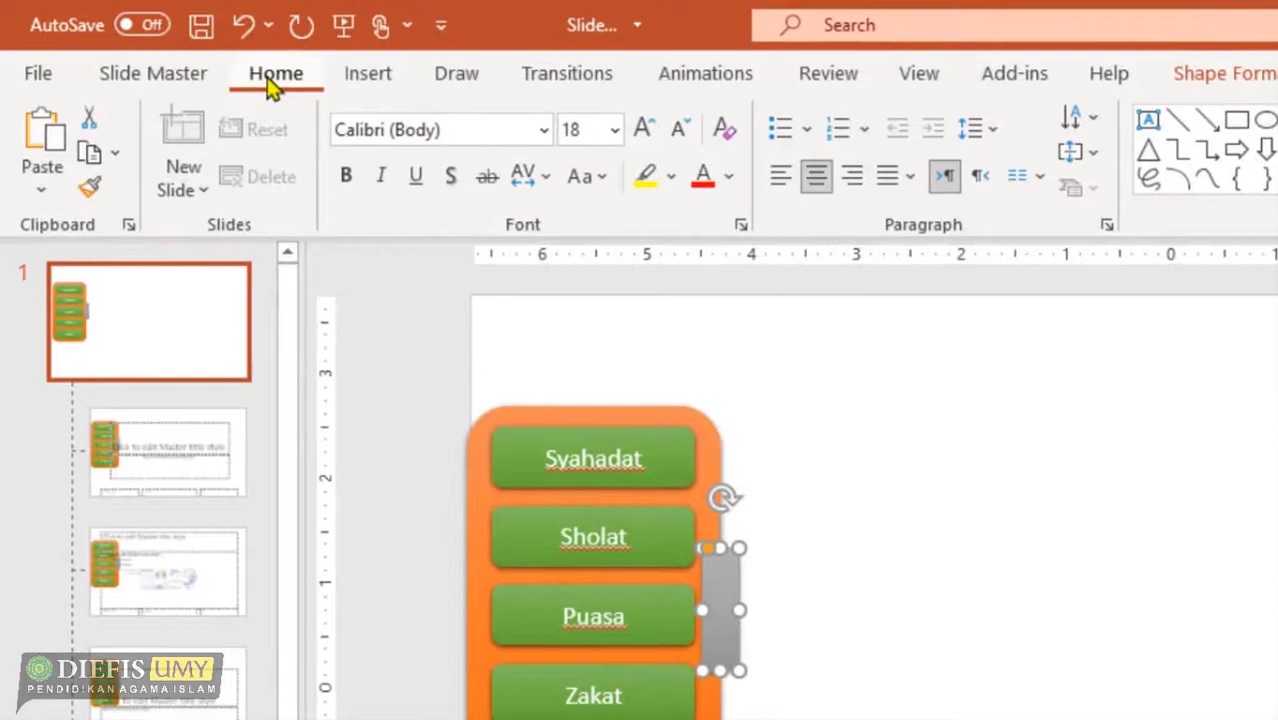 AutoSave Off Slide... Search
File Slide Master Home Insert Draw Transitions Animations Review View Add-ins Help Shape Form
Paste New Slide Reset Delete Calibri (Body) 18
B I U S ab AV Aa A
Clipboard Slides Font Paragraph
6 5 4 3 2 1 0
1
3
2
1
0
Syahadat
Sholat
Puasa
Zakat
DIEFIS UMY
PENDIDIKAN AGAMA ISLAM